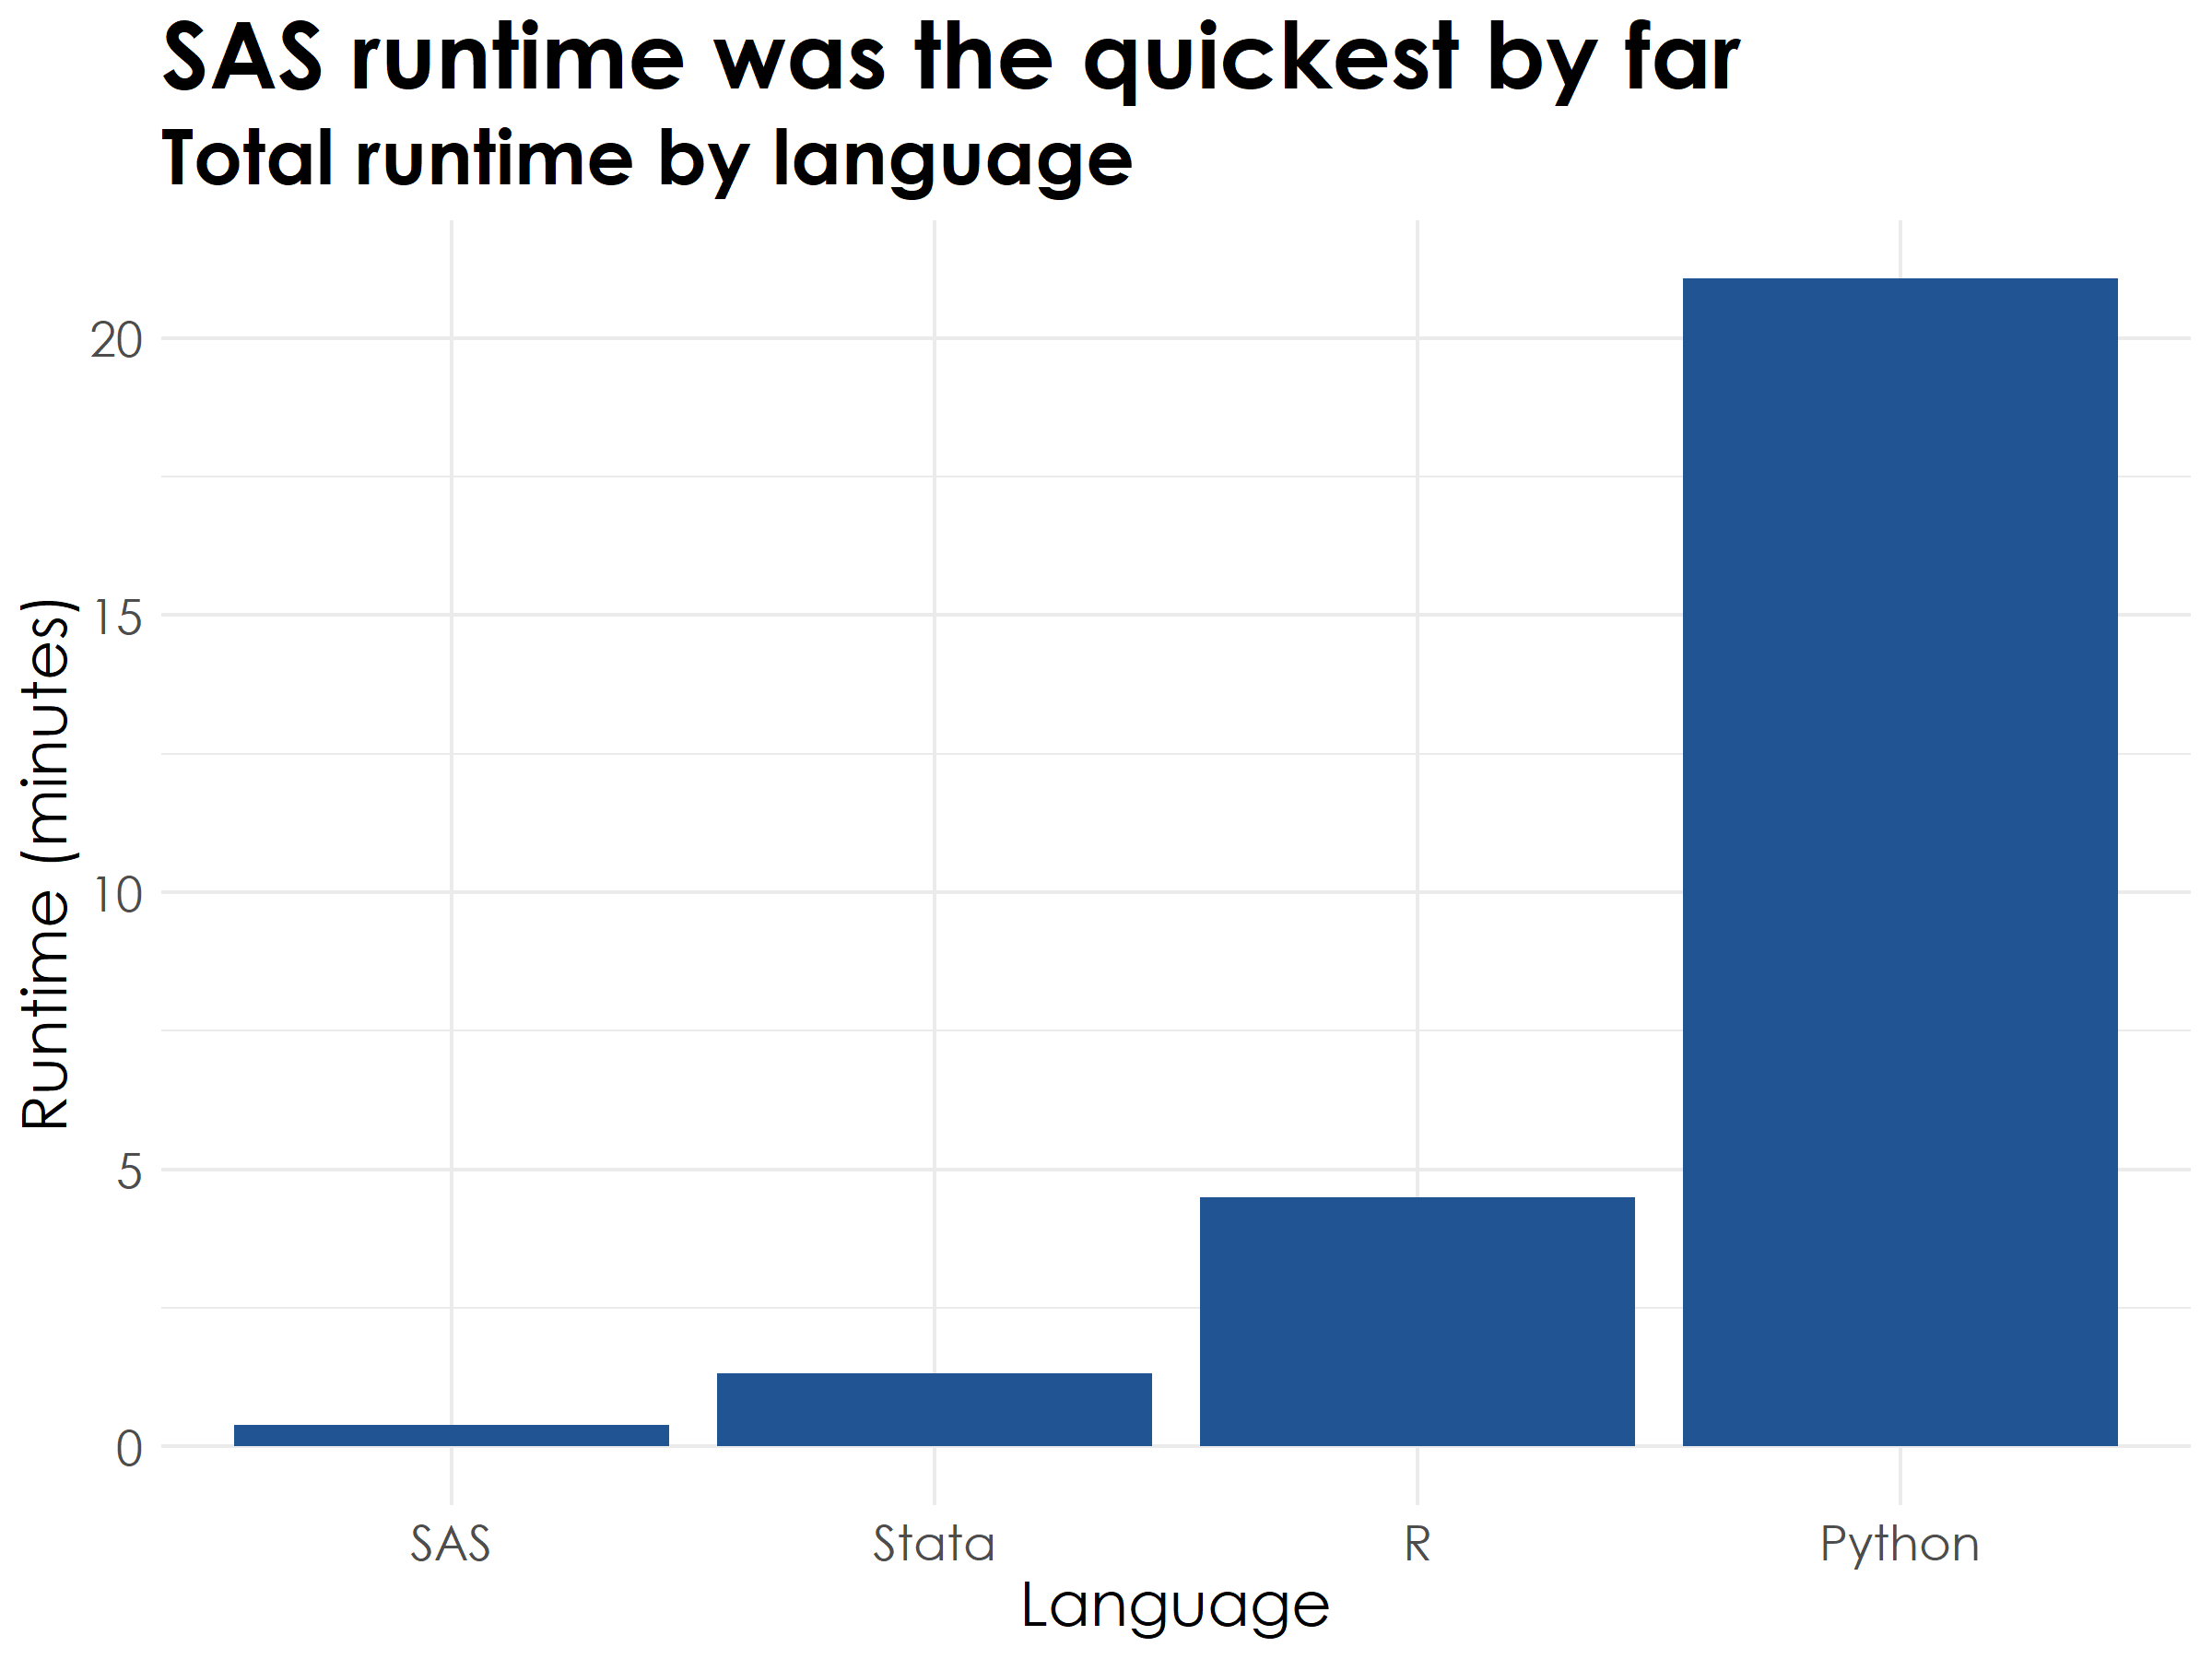 SAS runtime was the quickest by far
Total runtime by language
Runtime (minutes)
20
15
10
5
0
SAS
Stata
R
Python
Language